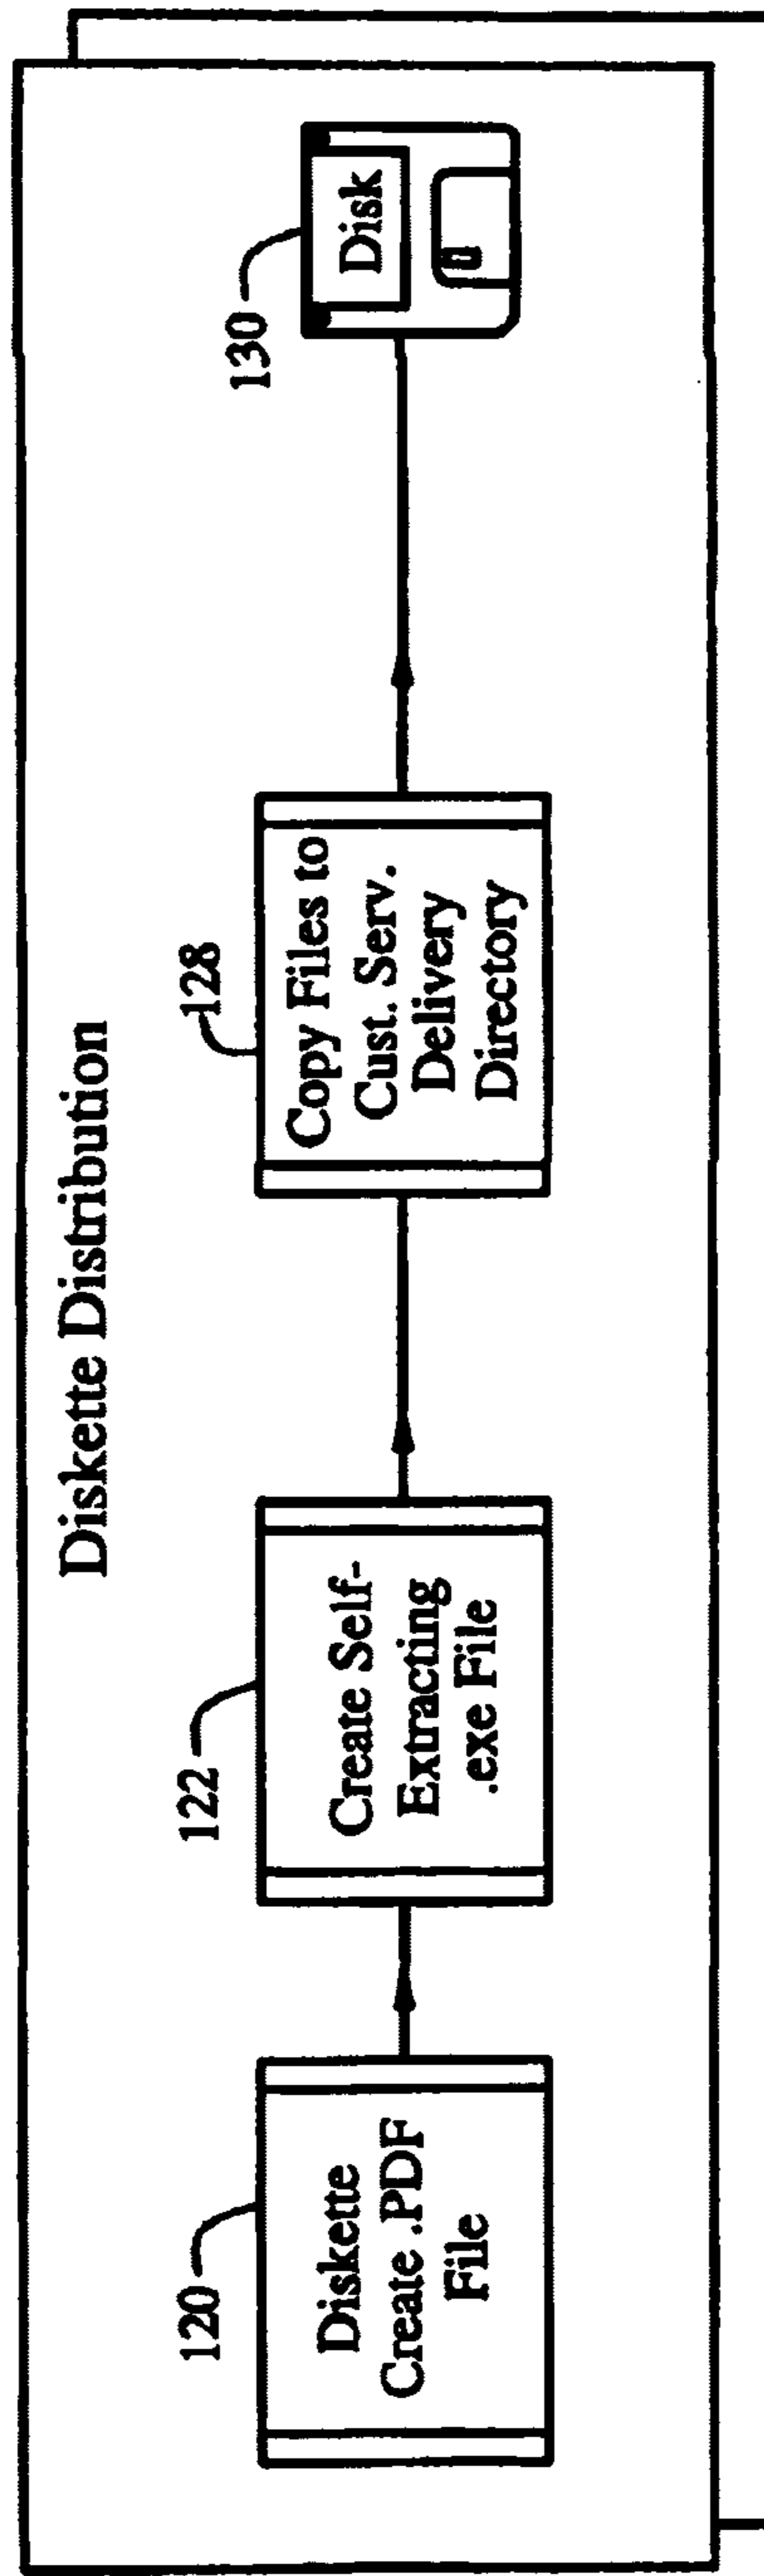 Diskette Distribution
120
Diskette
Create .PDF
File
122
Create Self-
Extracting
.exe File
128
Copy Files to
Cust. Serv.
Delivery
Directory
130
Disk